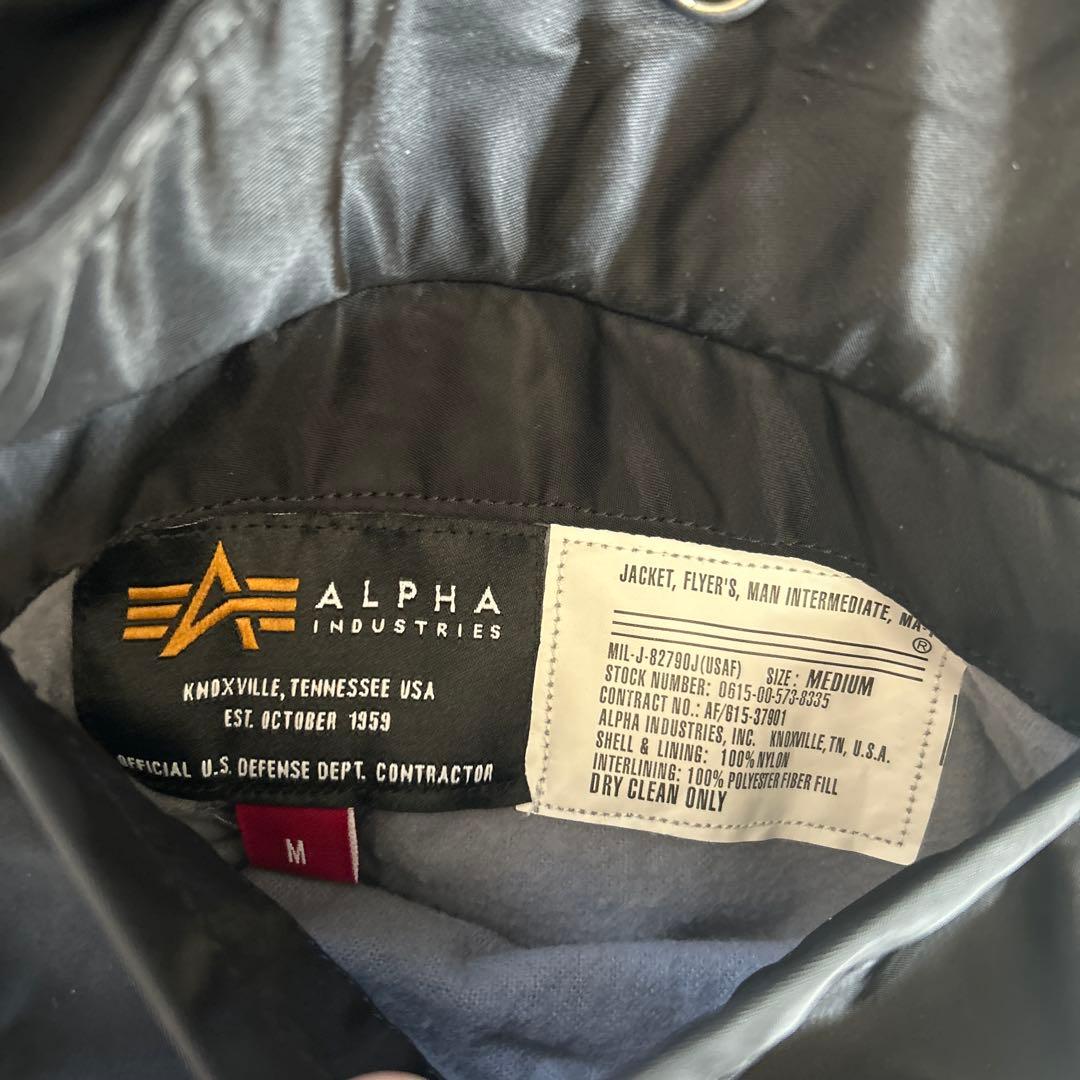 ALPHA
INDUSTRIES
KNOXVILLE, TENNESSEE USA
EST. OCTOBER 1959
OFFICIAL U.S. DEFENSE DEPT. CONTRACTOR
M
JACKET, FLYER'S, MAN INTERMEDIATE, MA-
®
MIL-J-82790J(USAF) SIZE: MEDIUM
STOCK NUMBER: 0615-00-573-8335
CONTRACT NO.: AF/615-37901
ALPHA INDUSTRIES, INC. KNOXVILLE, TN, U.S.A.
SHELL & LINING: 100% NYLON
INTERLINING: 100% POLYESTER FIBER FILL
DRY CLEAN ONLY